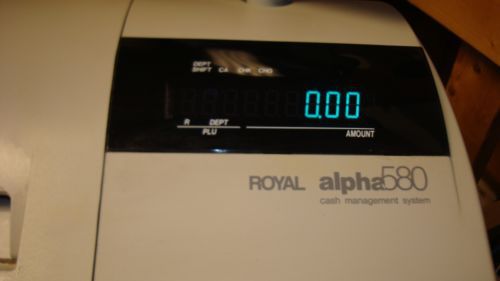 DEPT
SHIFT CA CHK CHG
0.00
R DEPT
PLU
AMOUNT
ROYAL alpha580
cash management system